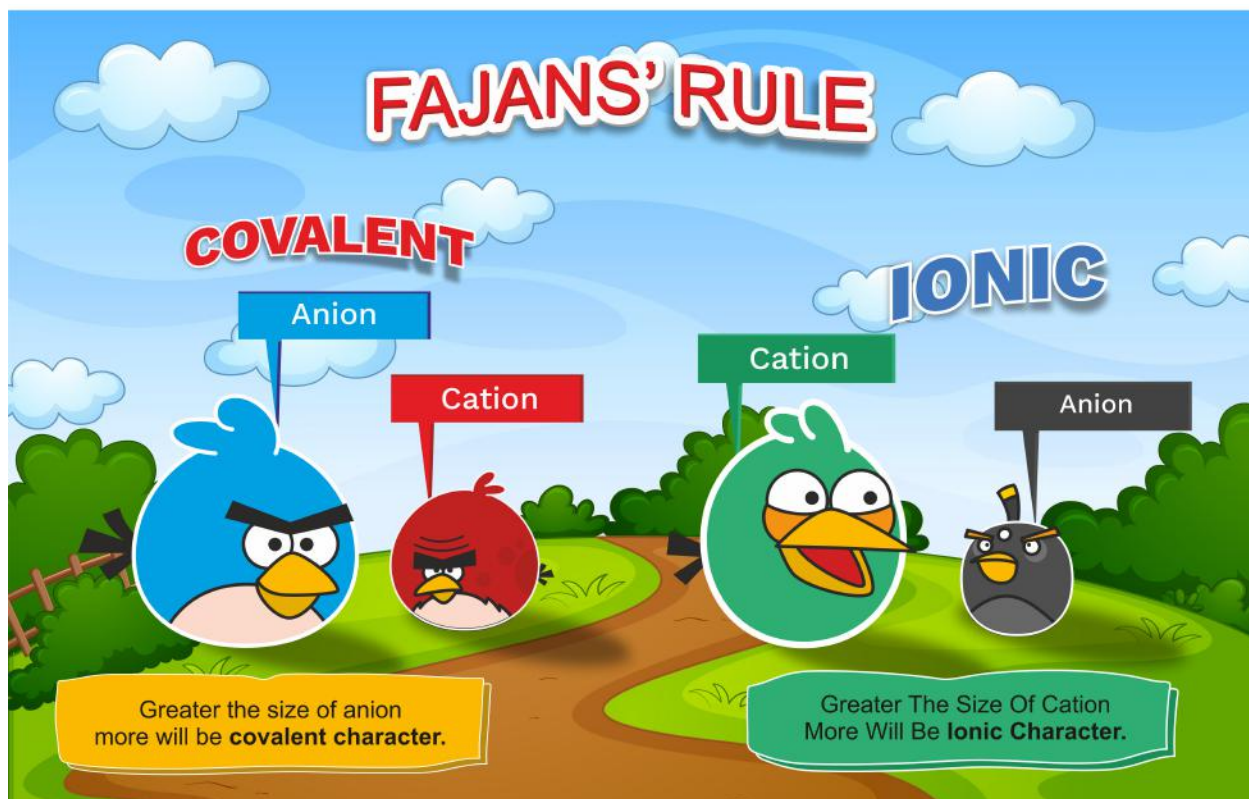 FAJANS' RULE
COVALENT
IONIC
Anion
Cation
Cation
Anion
Greater the size of anion
more will be covalent character.
Greater The Size Of Cation
More Will Be Ionic Character.